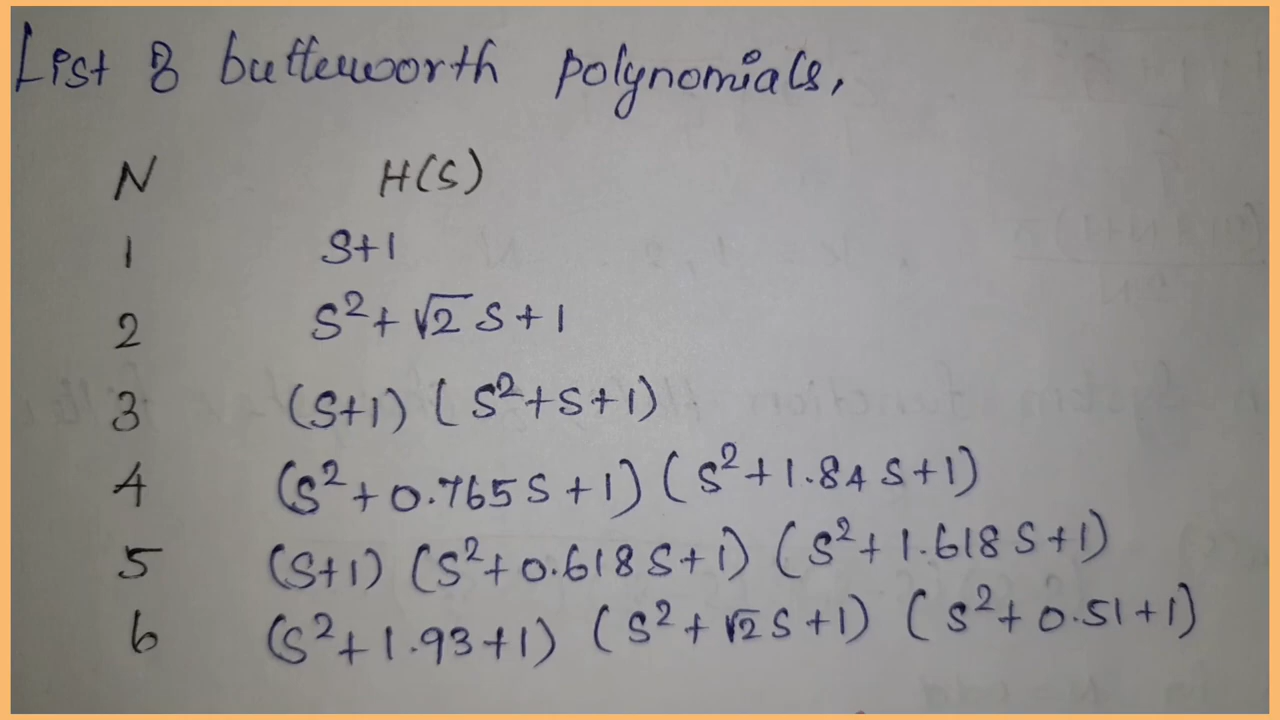 List of butterworth polynomials,
N H(S)
1 S+1
2 S²+√2 S+1
3 (S+1) (S²+S+1)
4 (S²+0.765S+1) (S²+1.84S+1)
5 (S+1) (S²+0.618S+1) (S²+1.618S+1)
6 (S²+1.93+1) (S²+√2S+1) (S²+0.51+1)